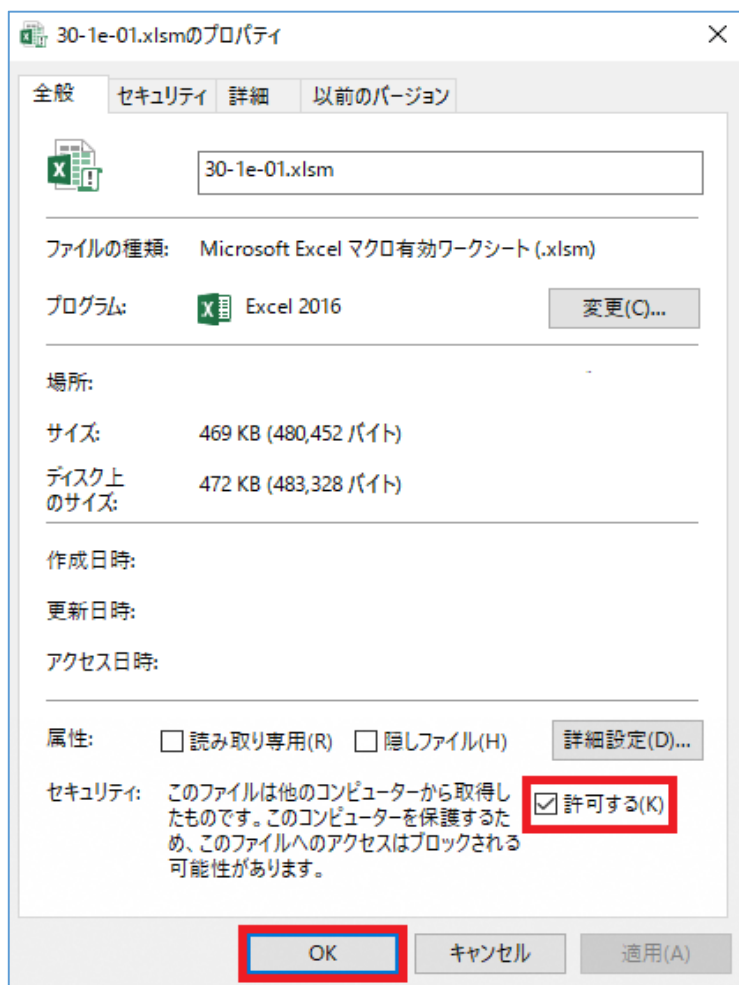 30-1e-01.xlsmのプロパティ
全般 セキュリティ 詳細 以前のバージョン
30-1e-01.xlsm
ファイルの種類: Microsoft Excel マクロ有効ワークシート (.xlsm)
プログラム: Excel 2016 変更(C)...
場所:
サイズ: 469 KB (480,452 バイト)
ディスク上
のサイズ: 472 KB (483,328 バイト)
作成日時:
更新日時:
アクセス日時:
属性: 読み取り専用(R) 隠しファイル(H) 詳細設定(D)...
セキュリティ: このファイルは他のコンピューターから取得し
たものです。このコンピューターを保護するた
め、このファイルへのアクセスはブロックされる
可能性があります。
許可する(K)
OK キャンセル 適用(A)